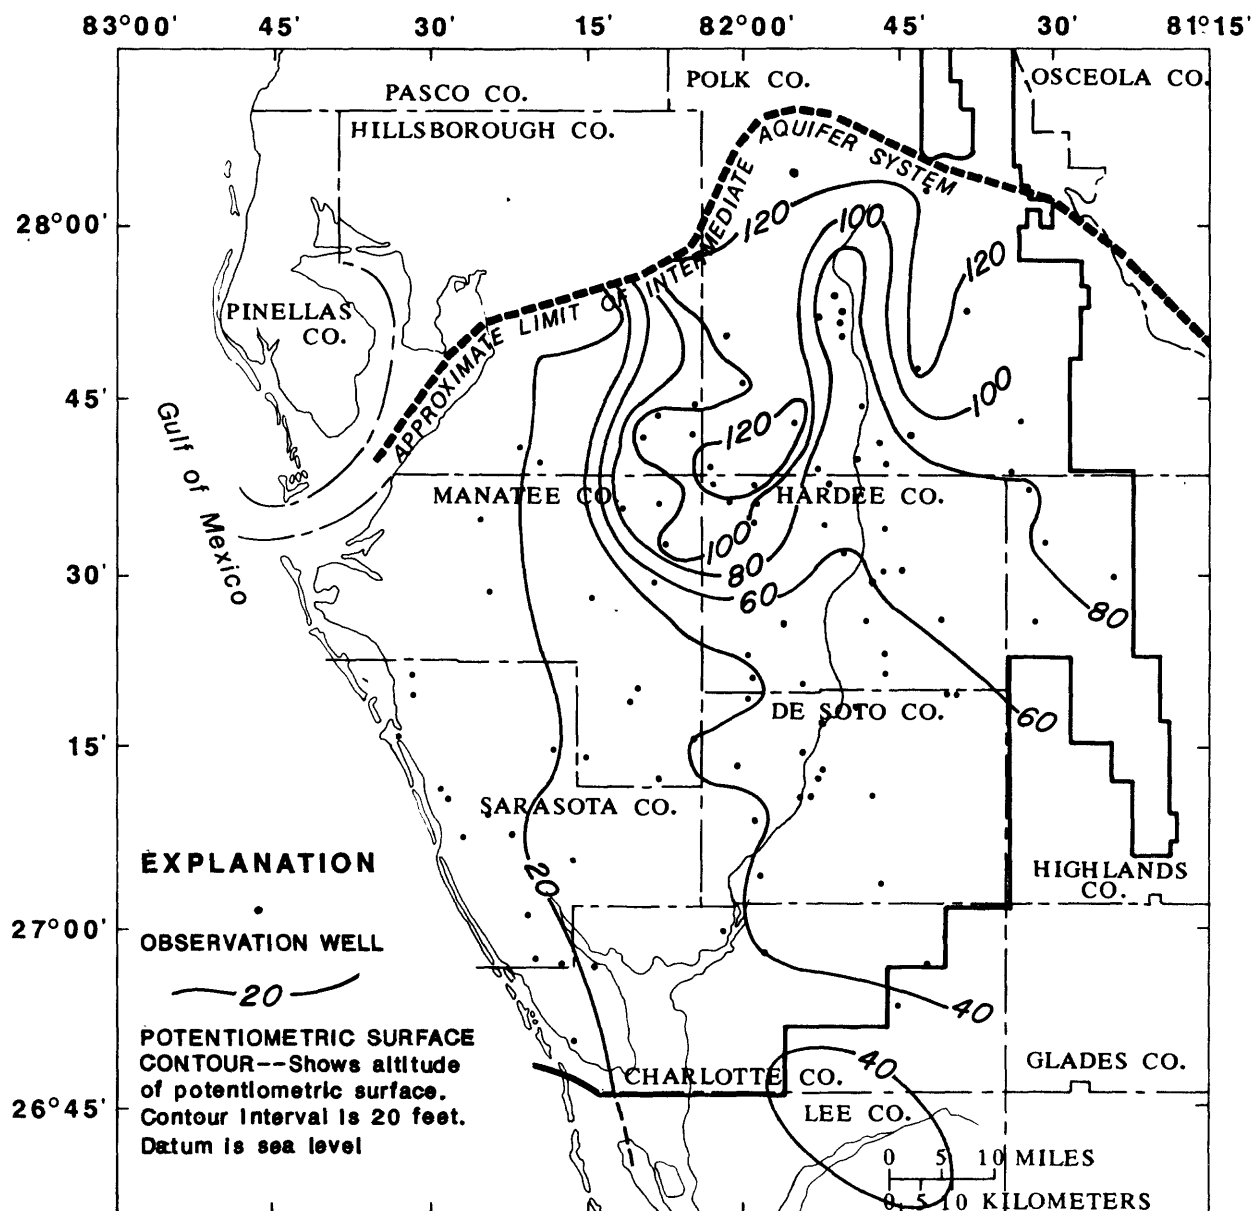 83°00' 45' 30' 15' 82°00' 45' 30' 81°15'
POLK CO.
OSCEOLA CO.
PASCO CO.
HILLSBOROUGH CO.
AQUIFER SYSTEM
28°00'
120
100
120
APPROXIMATE LIMIT OF INTERMEDIATE
PINELLAS
CO.
45'
100
120
Gulf of Mexico
MANATEE CO.
HARDEE CO.
100
80
60
30'
80
60
DE SOTO CO.
15'
SARASOTA CO.
EXPLANATION
20
HIGHLANDS
CO.
27°00'
OBSERVATION WELL
20
40
POTENTIOMETRIC SURFACE
CONTOUR--Shows altitude
of potentiometric surface.
Contour Interval is 20 feet.
Datum is sea level
40
GLADES CO.
CHARLOTTE CO.
26°45'
LEE CO.
0 5 10 MILES
0 5 10 KILOMETERS